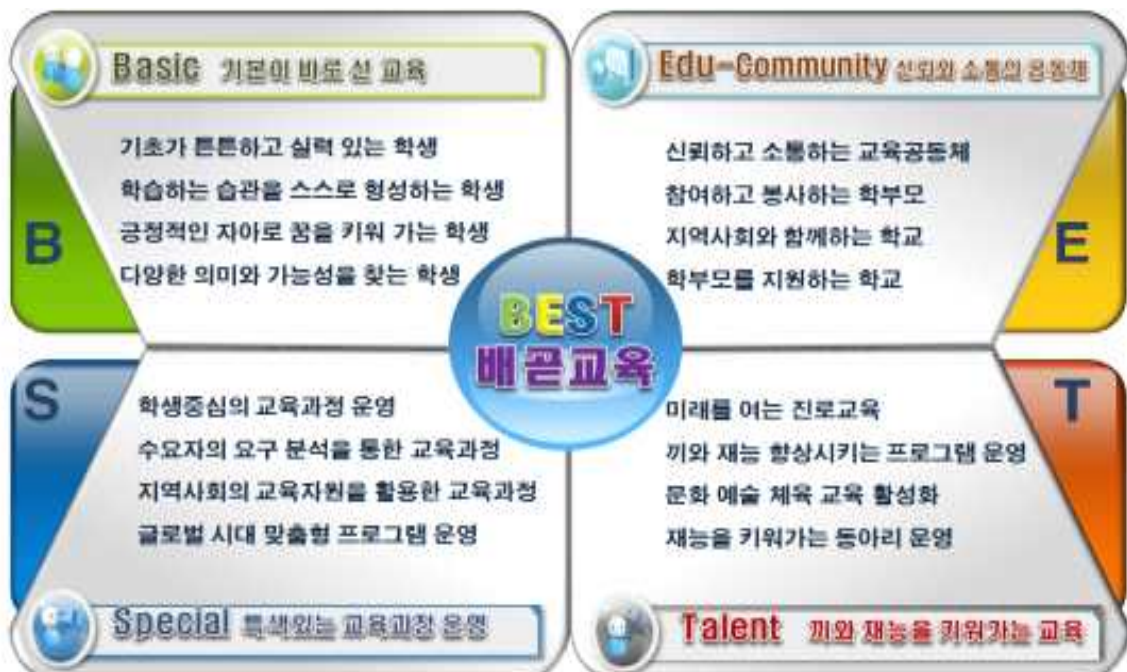 Basic 기본이 바로 선 교육
기초가 튼튼하고 실력 있는 학생
학습하는 습관을 스스로 형성하는 학생
긍정적인 자아로 꿈을 키워 가는 학생
다양한 의미와 가능성을 찾는 학생
B
Edu-Community 신뢰와 소통의 공동체
신뢰하고 소통하는 교육공동체
참여하고 봉사하는 학부모
지역사회와 함께하는 학교
학부모를 지원하는 학교
E
BEST
배곧교육
S
학생중심의 교육과정 운영
수요자의 요구 분석을 통한 교육과정
지역사회의 교육자원을 활용한 교육과정
글로벌 시대 맞춤형 프로그램 운영
Special 특색있는 교육과정 운영
T
미래를 여는 진로교육
끼와 재능 향상시키는 프로그램 운영
문화 예술 체육 교육 활성화
재능을 키워가는 동아리 운영
Talent 끼와 재능을 키워가는 교육